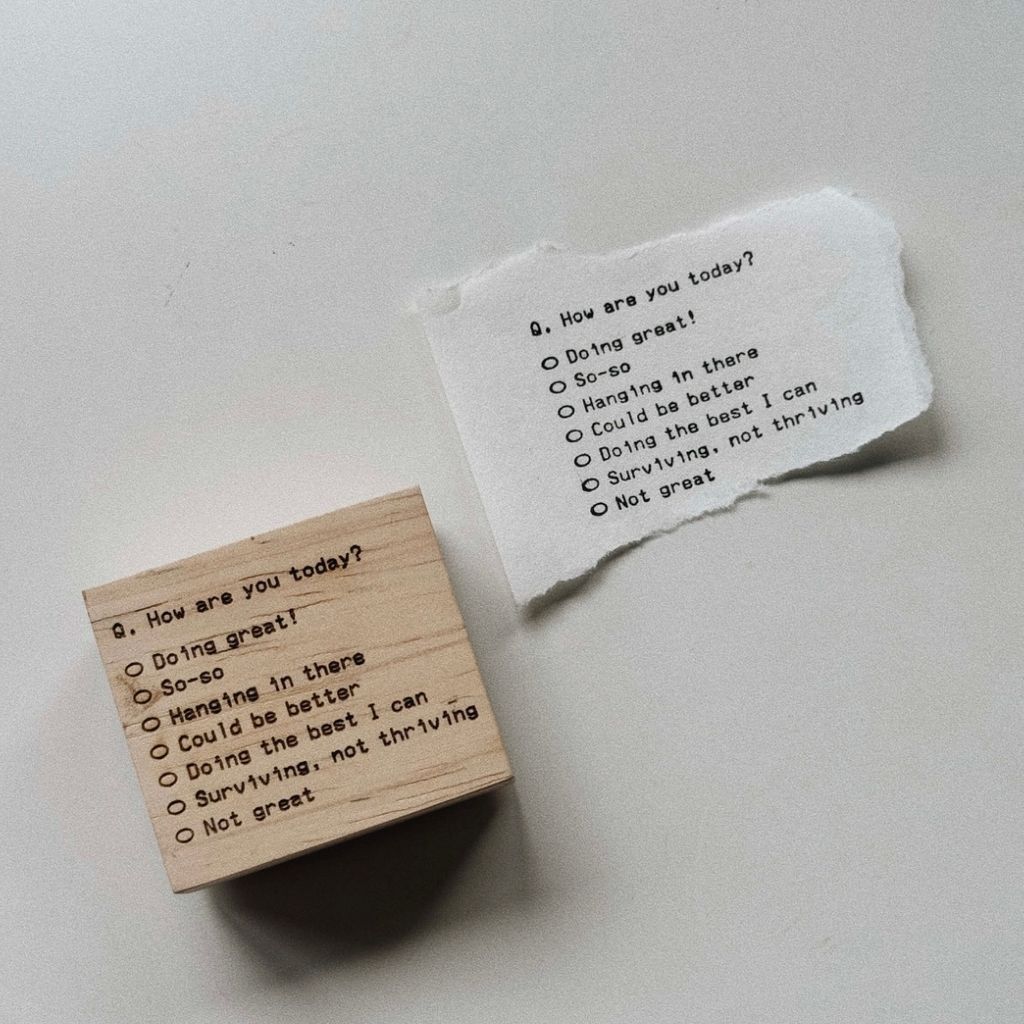 Q. How are you today?
O Doing great!
O So-so
O Hanging in there
O Could be better
O Doing the best I can
O Surviving, not thriving
O Not great
Q. How are you today?
O Doing great!
O So-so
O Hanging in there
O Could be better
O Doing the best I can
O Surviving, not thriving
O Not great